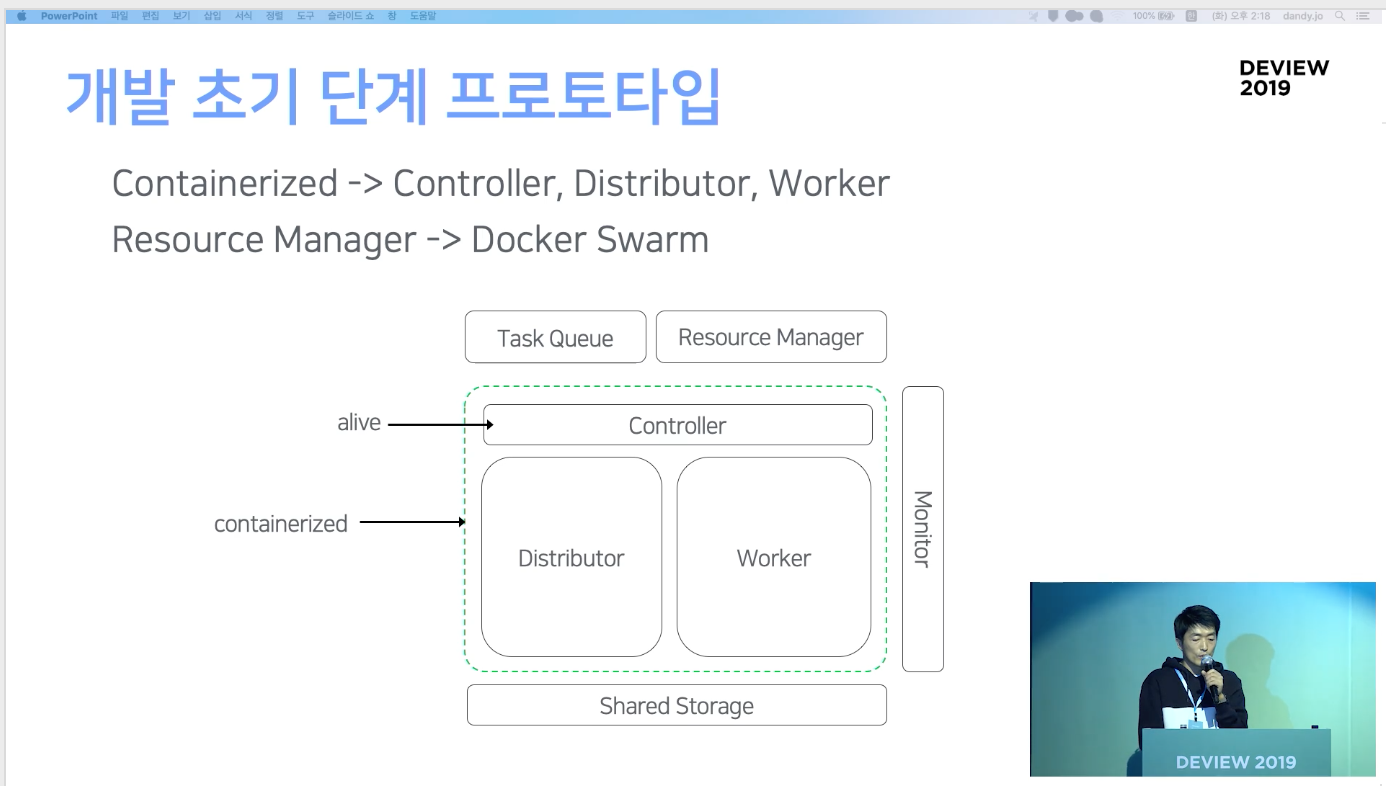 PowerPoint 파일 편집 보기 삽입 서식 정렬 도구 슬라이드 쇼 창 도움말
100% (화) 오후 2:18 dandy.jo
개발 초기 단계 프로토타입
DEVIEW
2019
Containerized -> Controller, Distributor, Worker
Resource Manager -> Docker Swarm
Task Queue
Resource Manager
alive
Controller
containerized
Distributor
Worker
Monitor
Shared Storage
DEVIEW 2019